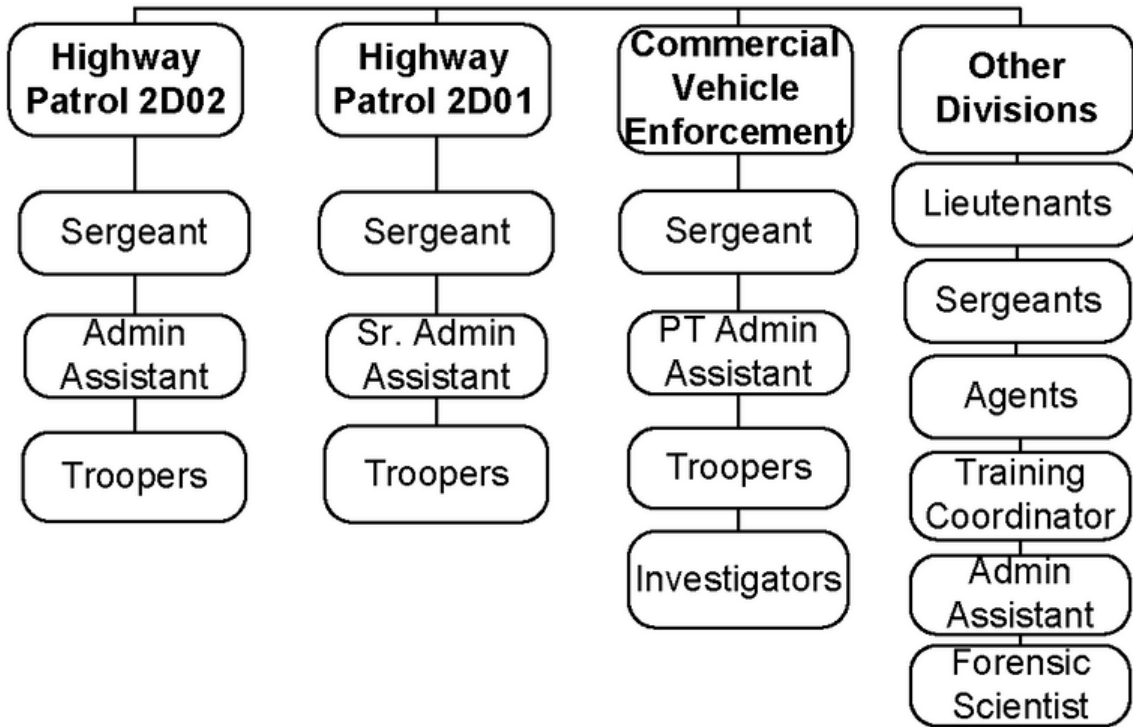 Highway
Patrol 2D02
Sergeant
Admin
Assistant
Troopers
Highway
Patrol 2D01
Sergeant
Sr. Admin
Assistant
Troopers
Commercial
Vehicle
Enforcement
Sergeant
PT Admin
Assistant
Troopers
Investigators
Other
Divisions
Lieutenants
Sergeants
Agents
Training
Coordinator
Admin
Assistant
Forensic
Scientist